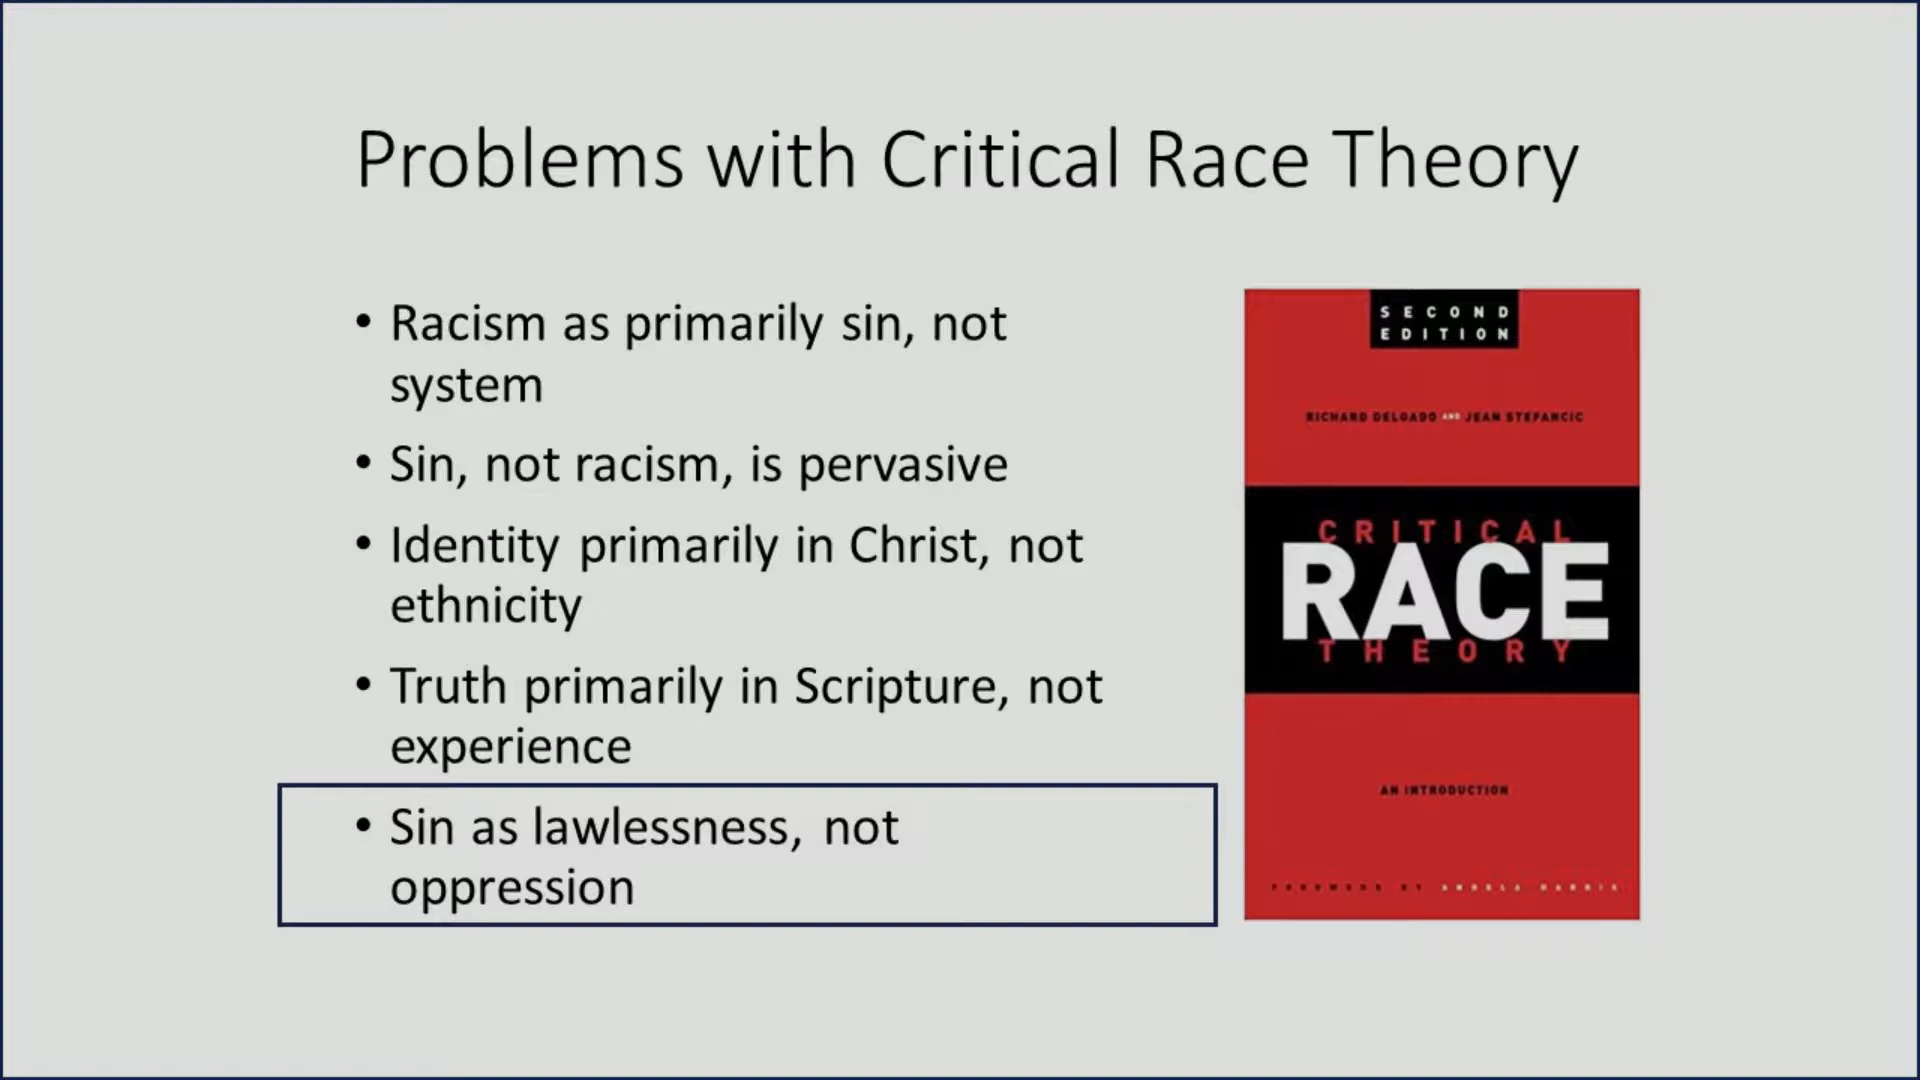 Problems with Critical Race Theory
• Racism as primarily sin, not
system
• Sin, not racism, is pervasive
• Identity primarily in Christ, not
ethnicity
• Truth primarily in Scripture, not
experience
• Sin as lawlessness, not
oppression
SECOND
EDITION
RICHARD DELGADO AND JEAN STEFANCIC
CRITICAL
RACE
THEORY
AN INTRODUCTION
FOREWORD BY ANGELA HARRIS